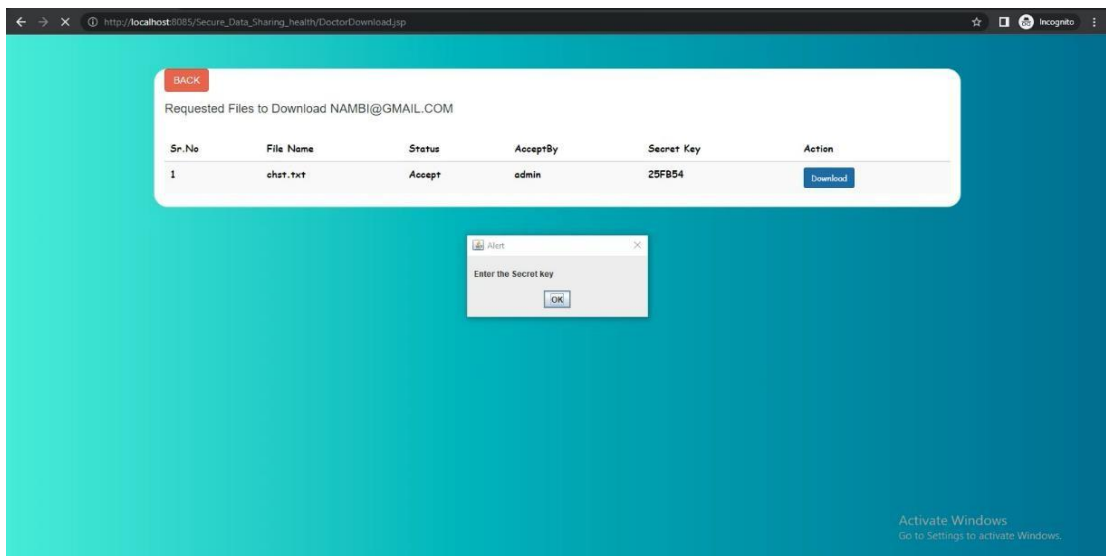 http://localhost:8085/Secure_Data_Sharing_health/DoctorDownload.jsp
Incognito
BACK
Requested Files to Download NAMBI@GMAIL.COM
Sr.No File Name Status AcceptBy Secret Key Action
1 chst.txt Accept admin 25FB54 Download
Alert
Enter the Secret key
OK
Activate Windows
Go to Settings to activate Windows.